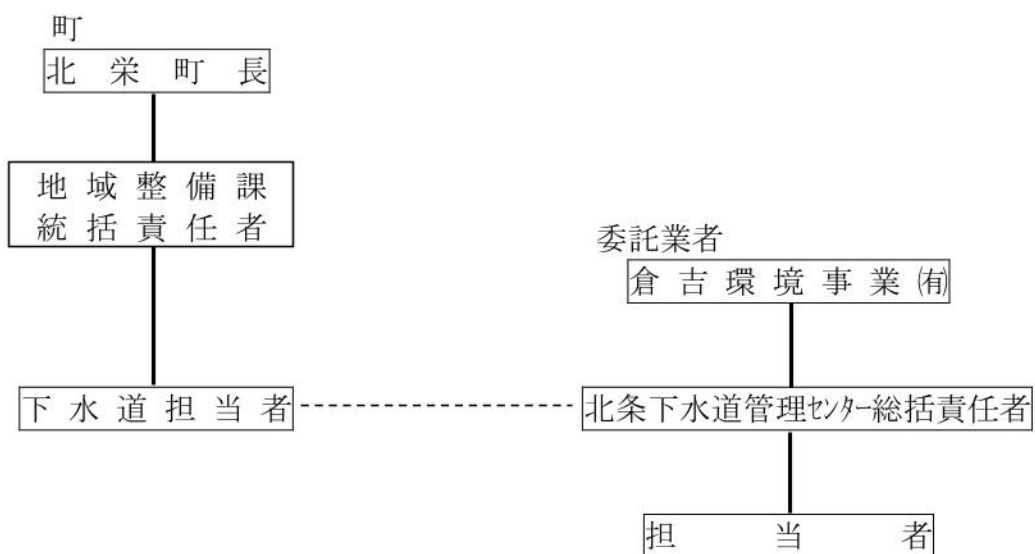 町
北栄町長
地域整備課
統括責任者
下水道担当者
委託業者
倉吉環境事業㈲
北条下水道管理ｾﾝﾀｰ総括責任者
担当者